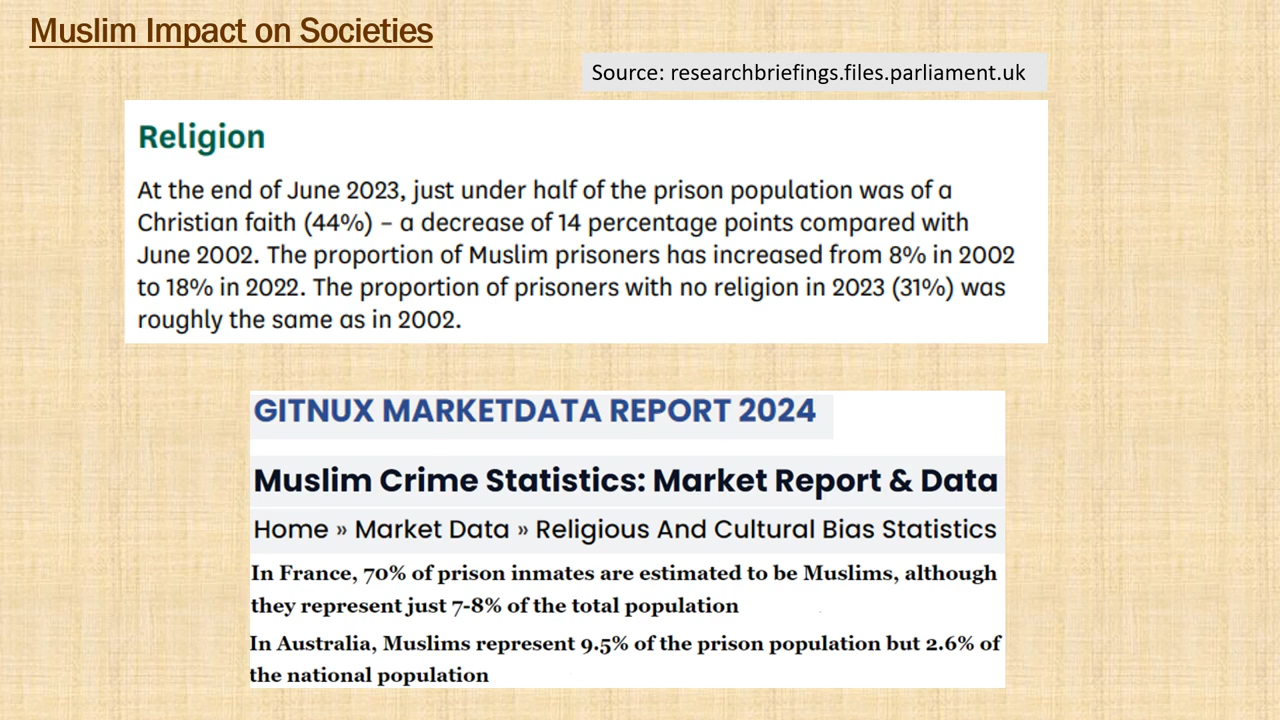 Muslim Impact on Societies
Source: researchbriefings.files.parliament.uk
Religion
At the end of June 2023, just under half of the prison population was of a
Christian faith (44%) – a decrease of 14 percentage points compared with
June 2002. The proportion of Muslim prisoners has increased from 8% in 2002
to 18% in 2022. The proportion of prisoners with no religion in 2023 (31%) was
roughly the same as in 2002.
GITNUX MARKETDATA REPORT 2024
Muslim Crime Statistics: Market Report & Data
Home » Market Data » Religious And Cultural Bias Statistics
In France, 70% of prison inmates are estimated to be Muslims, although
they represent just 7-8% of the total population
In Australia, Muslims represent 9.5% of the prison population but 2.6% of
the national population